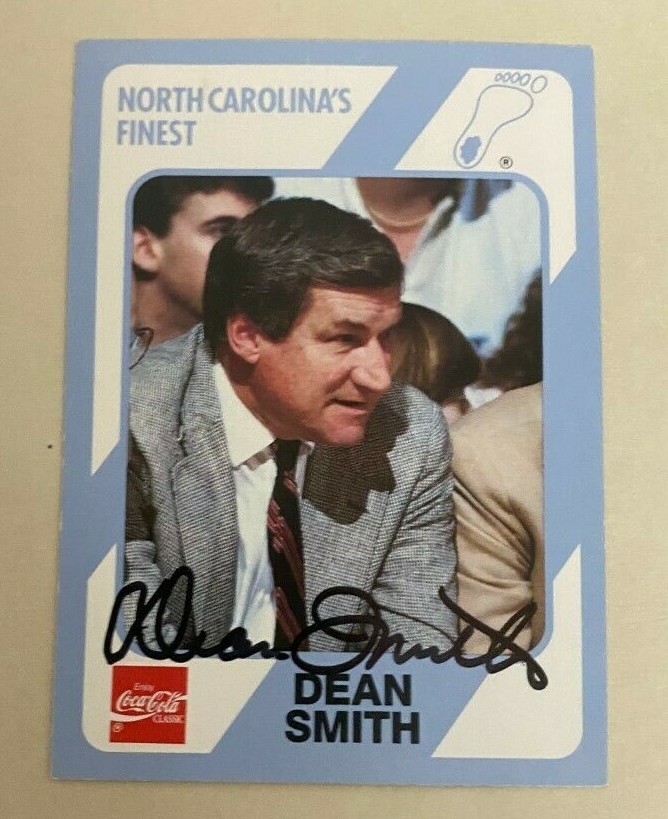 NORTH CAROLINA'S
FINEST
®
Dean Smith
Enjoy
Coca-Cola
CLASSIC
®
DEAN
SMITH